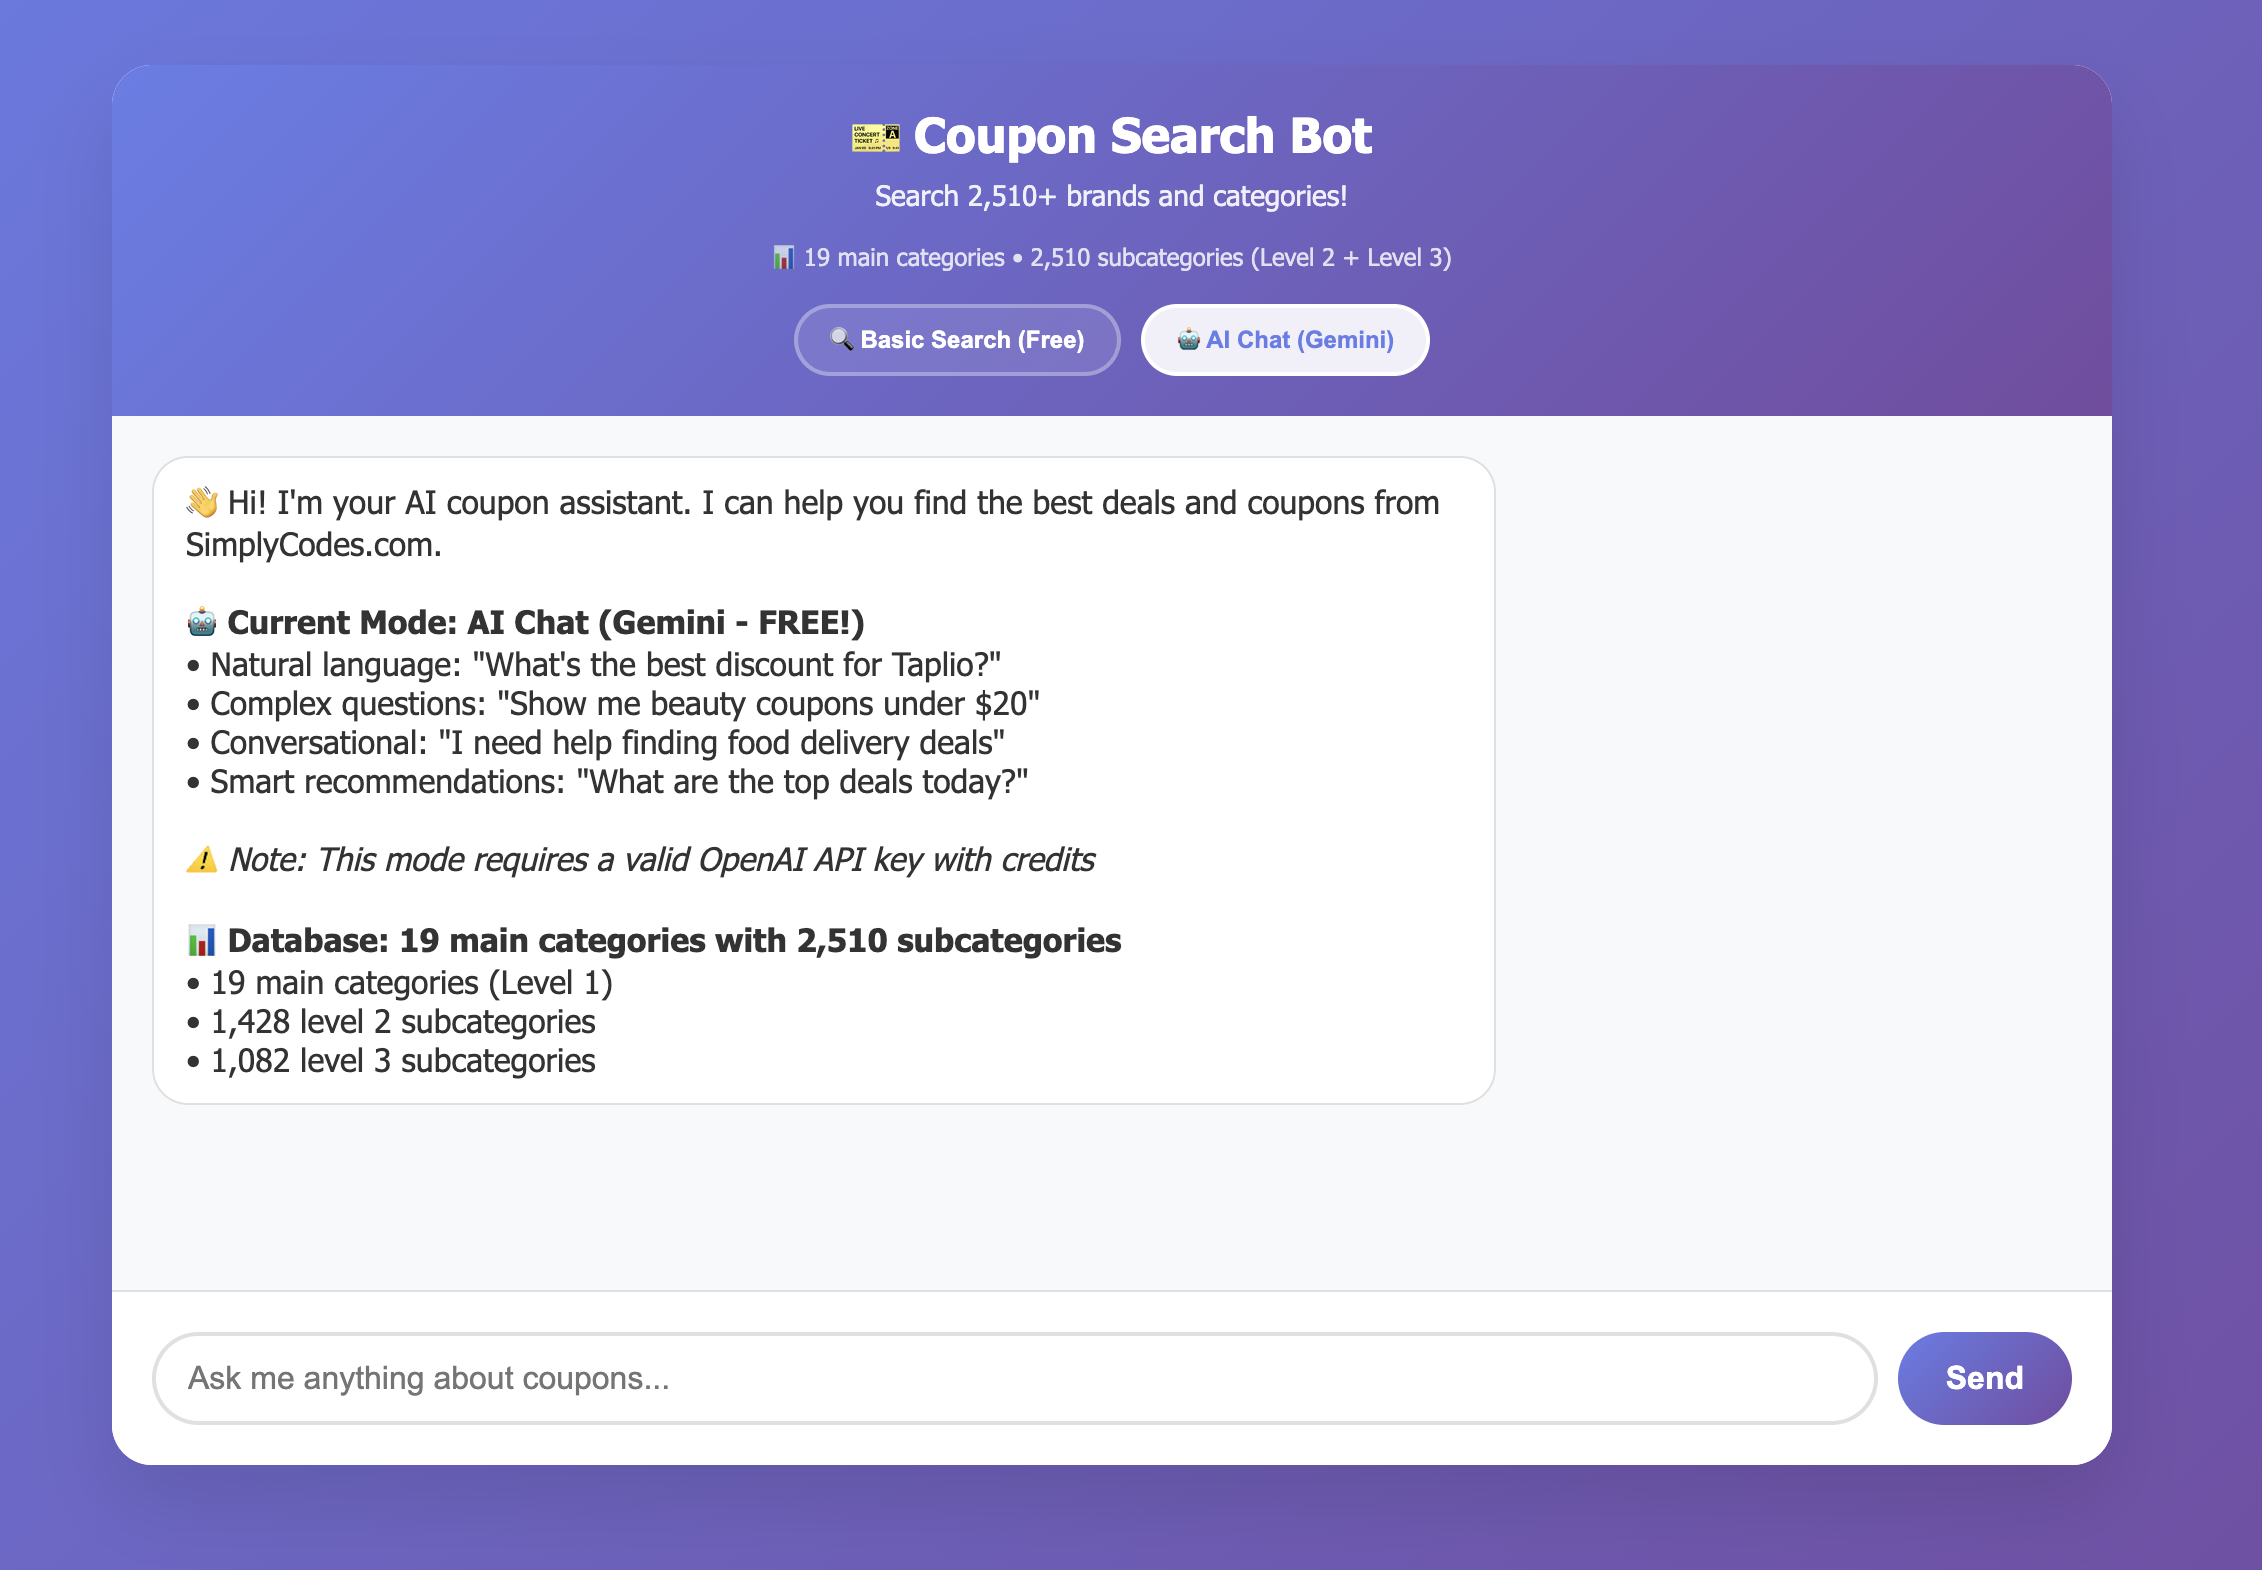 Coupon Search Bot
Search 2,510+ brands and categories!
📊 19 main categories • 2,510 subcategories (Level 2 + Level 3)
🔍 Basic Search (Free)
🤖 AI Chat (Gemini)
👋 Hi! I'm your AI coupon assistant. I can help you find the best deals and coupons from
SimplyCodes.com.
🤖 Current Mode: AI Chat (Gemini - FREE!)
• Natural language: "What's the best discount for Taplio?"
• Complex questions: "Show me beauty coupons under $20"
• Conversational: "I need help finding food delivery deals"
• Smart recommendations: "What are the top deals today?"
⚠️ Note: This mode requires a valid OpenAI API key with credits
📊 Database: 19 main categories with 2,510 subcategories
• 19 main categories (Level 1)
• 1,428 level 2 subcategories
• 1,082 level 3 subcategories
Ask me anything about coupons...
Send